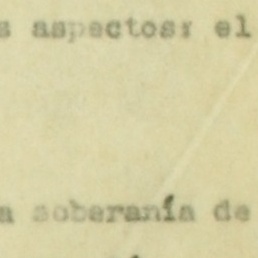 s aspectos: el
a soberanía de